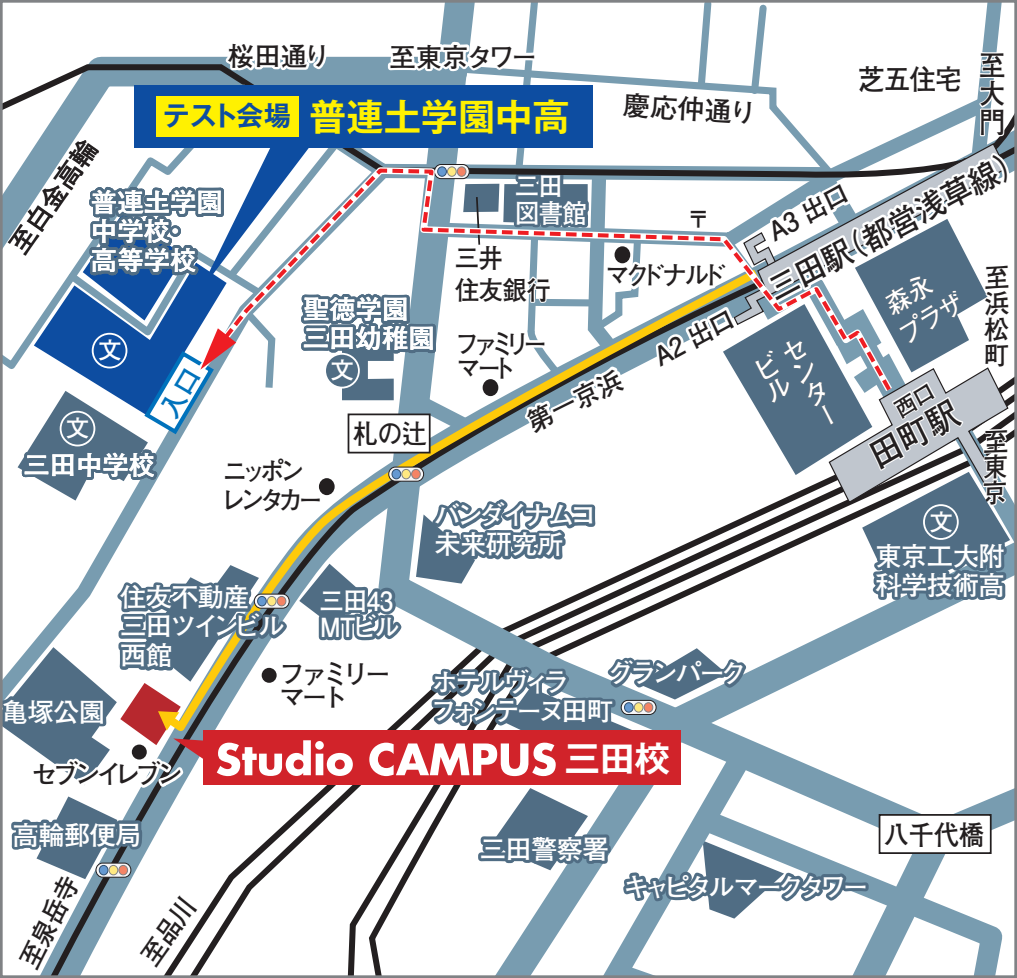 桜田通り
至東京タワー
芝五住宅
至大門
慶応仲通り
テスト会場 普連土学園中高
至白金高輪
普連土学園
中学校・
高等学校
文
入口
三田
図書館
三井
住友銀行
〒
マクドナルド
A3 出口
三田駅(都営浅草線)
A2 出口
聖徳学園
三田幼稚園
文
ファミリー
マート
第一京浜
センター
ビル
森永
プラザ
至浜松町
西口
田町駅
至東京
文
三田中学校
札の辻
ニッポン
レンタカー
バンダイナムコ
未来研究所
文
東京工大附
科学技術高
住友不動産
三田ツインビル
西館
三田43
MTビル
ファミリー
マート
グランパーク
ホテルヴィラ
フォンテーヌ田町
亀塚公園
Studio CAMPUS 三田校
セブンイレブン
高輪郵便局
三田警察署
八千代橋
キャピタルマークタワー
至泉岳寺
至品川